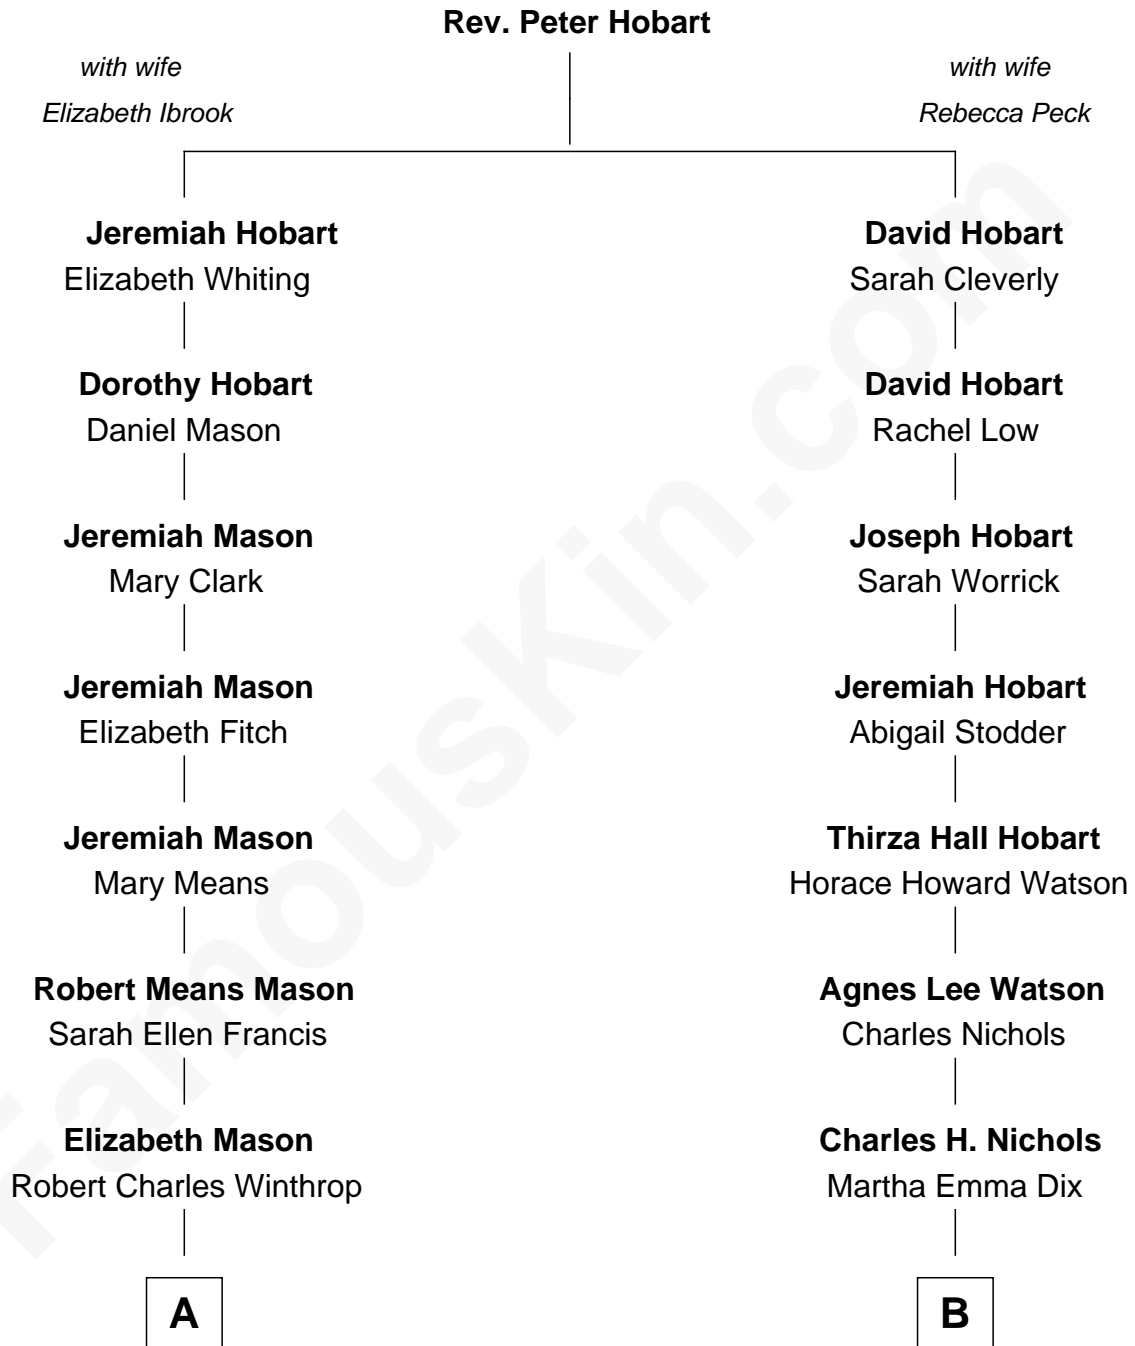 Rev. Peter Hobart
with wife
Elizabeth Ibrook
with wife
Rebecca Peck
Jeremiah Hobart
Elizabeth Whiting
David Hobart
Sarah Cleverly
Dorothy Hobart
Daniel Mason
David Hobart
Rachel Low
Jeremiah Mason
Mary Clark
Joseph Hobart
Sarah Worrick
Jeremiah Mason
Elizabeth Fitch
Jeremiah Hobart
Abigail Stodder
Jeremiah Mason
Mary Means
Thirza Hall Hobart
Horace Howard Watson
Robert Means Mason
Sarah Ellen Francis
Agnes Lee Watson
Charles Nichols
Elizabeth Mason
Robert Charles Winthrop
Charles H. Nichols
Martha Emma Dix
A
B
FamousKin.com